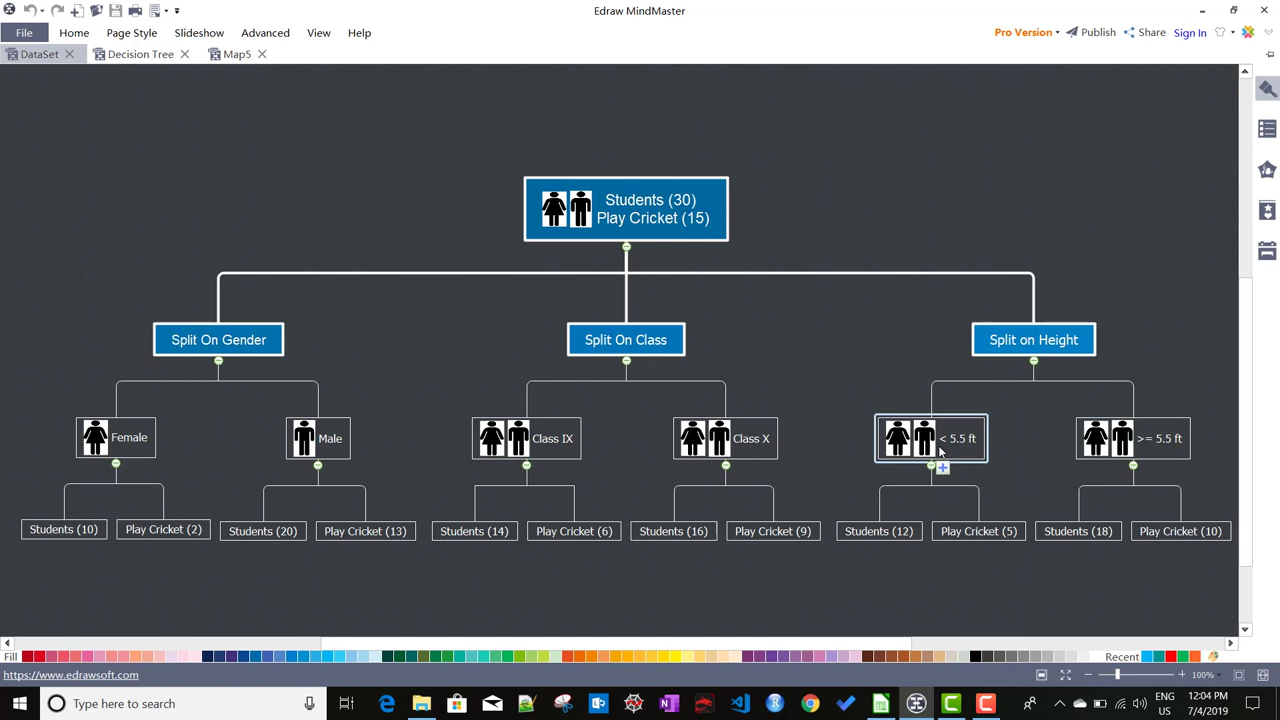 Edraw MindMaster
File
Home
Page Style
Slideshow
Advanced
View
Help
Pro Version
Publish
Share
Sign In
DataSet
Decision Tree
Map5
Students (30)
Play Cricket (15)
Split On Gender
Split On Class
Split on Height
Female
Male
Class IX
Class X
< 5.5 ft
>= 5.5 ft
Students (10)
Play Cricket (2)
Students (20)
Play Cricket (13)
Students (14)
Play Cricket (6)
Students (16)
Play Cricket (9)
Students (12)
Play Cricket (5)
Students (18)
Play Cricket (10)
Fill
Recent
https://www.edrawsoft.com
100%
Type here to search
ENG
US
12:04 PM
7/4/2019